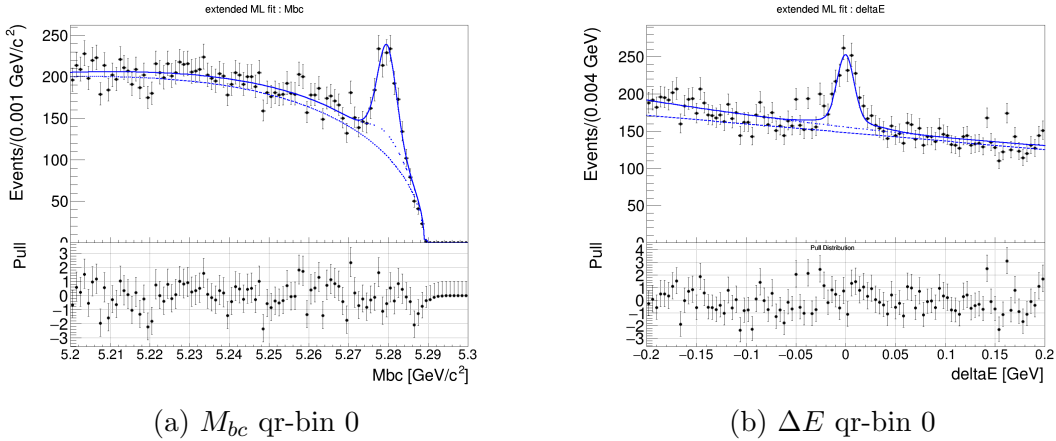 extended ML fit : Mbc
Events/(0.001 GeV/c²)
250
200
150
100
50
0
Pull
3
2
1
0
−1
−2
−3
5.2 5.21 5.22 5.23 5.24 5.25 5.26 5.27 5.28 5.29 5.3
Mbc [GeV/c²]
(a) M_bc qr-bin 0
extended ML fit : deltaE
Events/(0.004 GeV)
250
200
150
100
50
0
Pull Distribution
Pull
4
3
2
1
0
−1
−2
−3
−0.2 −0.15 −0.1 −0.05 0 0.05 0.1 0.15 0.2
deltaE [GeV]
(b) ΔE qr-bin 0